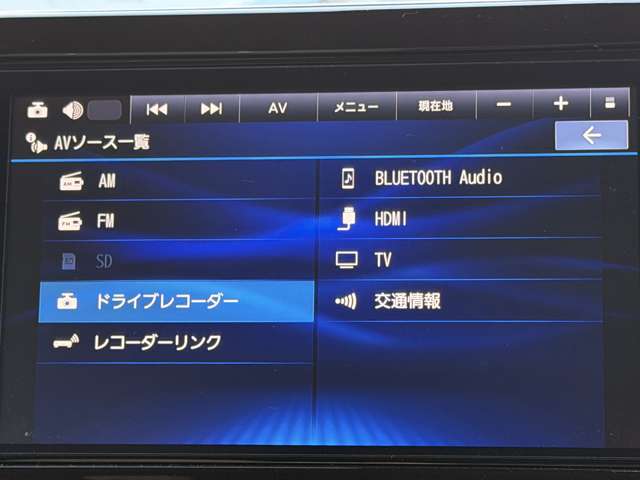 AV メニュー 現在地
AVソース一覧
AM
FM
SD
ドライブレコーダー
レコーダーリンク
BLUETOOTH Audio
HDMI
TV
交通情報